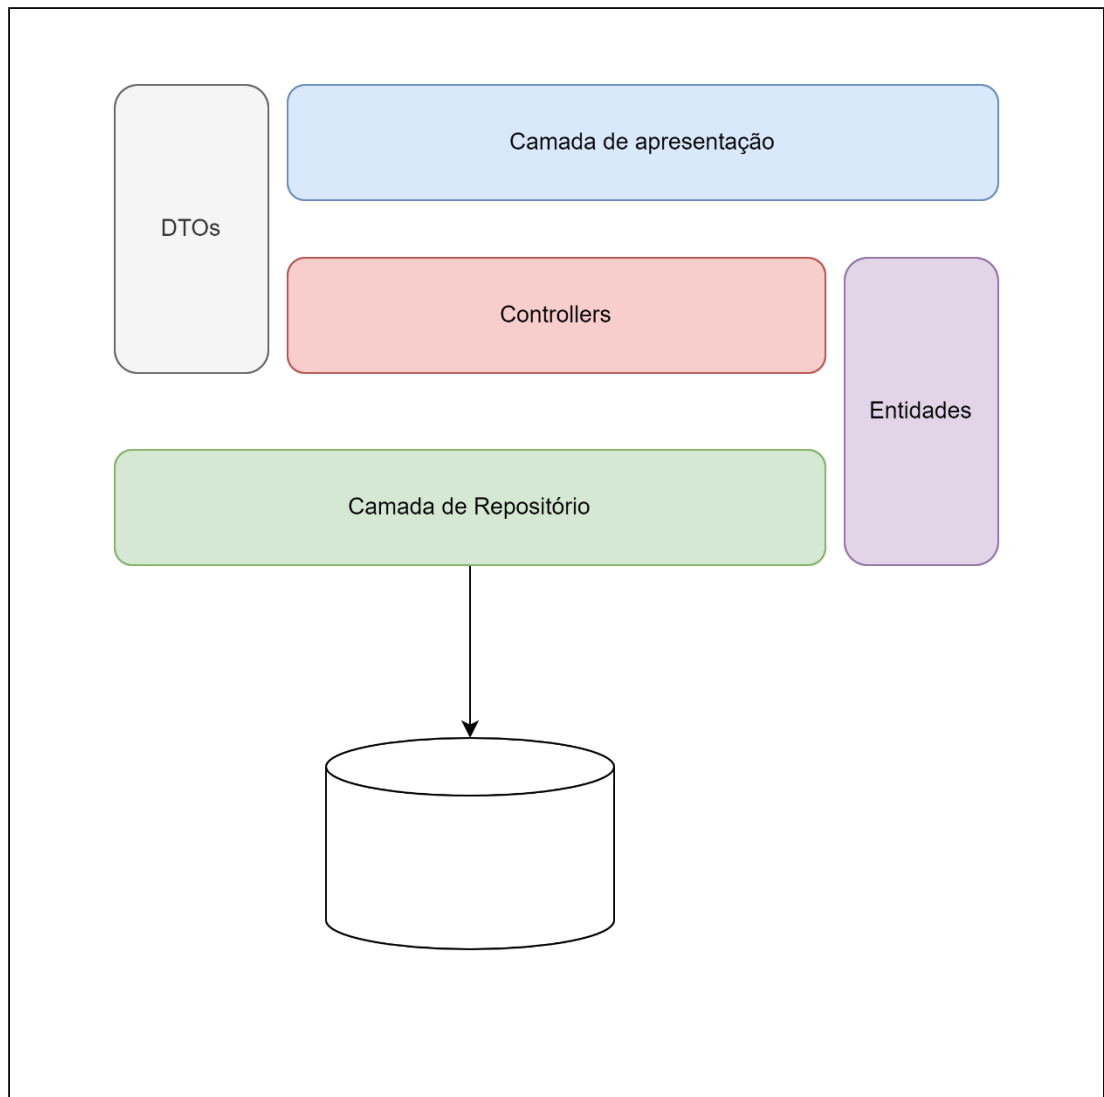 Camada de apresentação
DTOs
Controllers
Entidades
Camada de Repositório